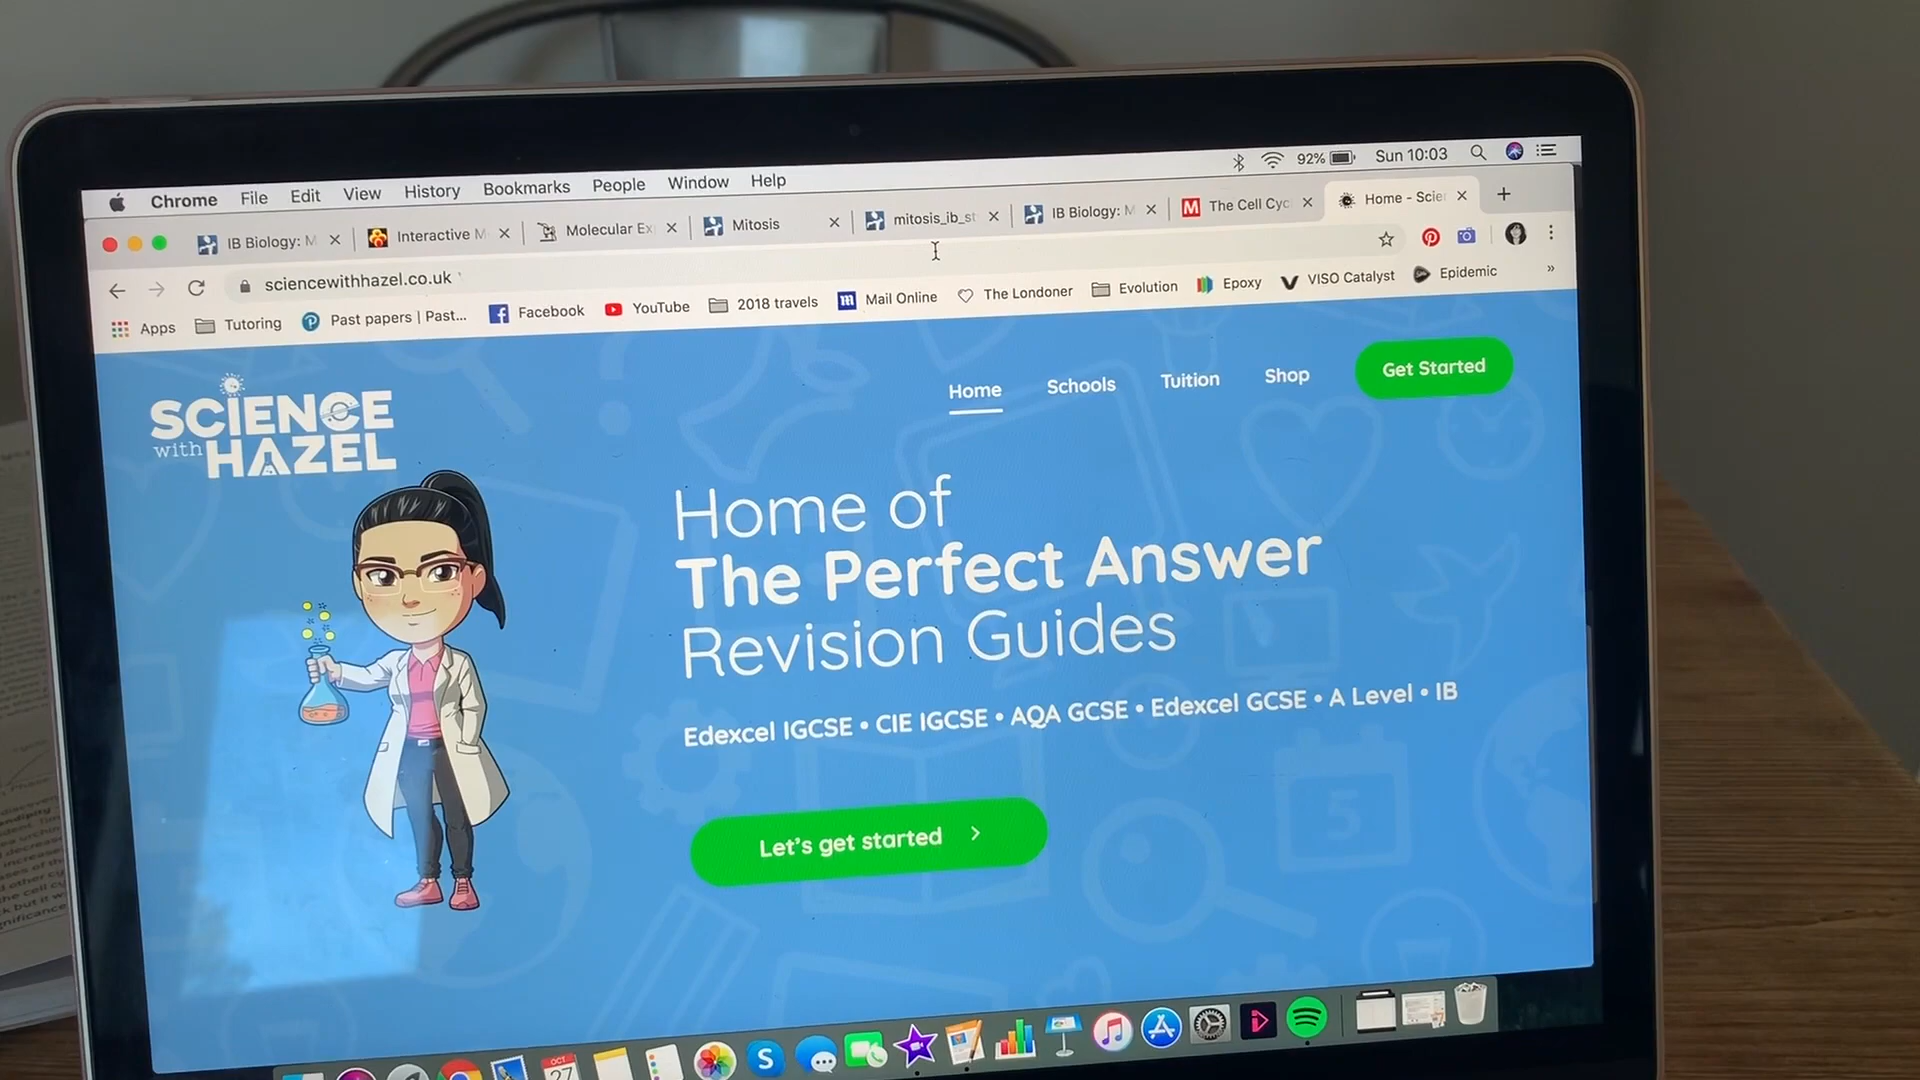 Chrome File Edit View History Bookmarks People Window Help
92% Sun 10:03
IB Biology: M
Interactive M
Molecular Ex
Mitosis
mitosis_ib_st
IB Biology: M
The Cell Cyc
Home - Scie
sciencewithhazel.co.uk
Apps Tutoring Past papers | Past... Facebook YouTube 2018 travels Mail Online The Londoner Evolution Epoxy VISO Catalyst Epidemic »
SCIENCE
with HAZEL
Home Schools Tuition Shop Get Started
Home of
The Perfect Answer
Revision Guides
Edexcel IGCSE • CIE IGCSE • AQA GCSE • Edexcel GCSE • A Level • IB
Let's get started
5
OCT
27